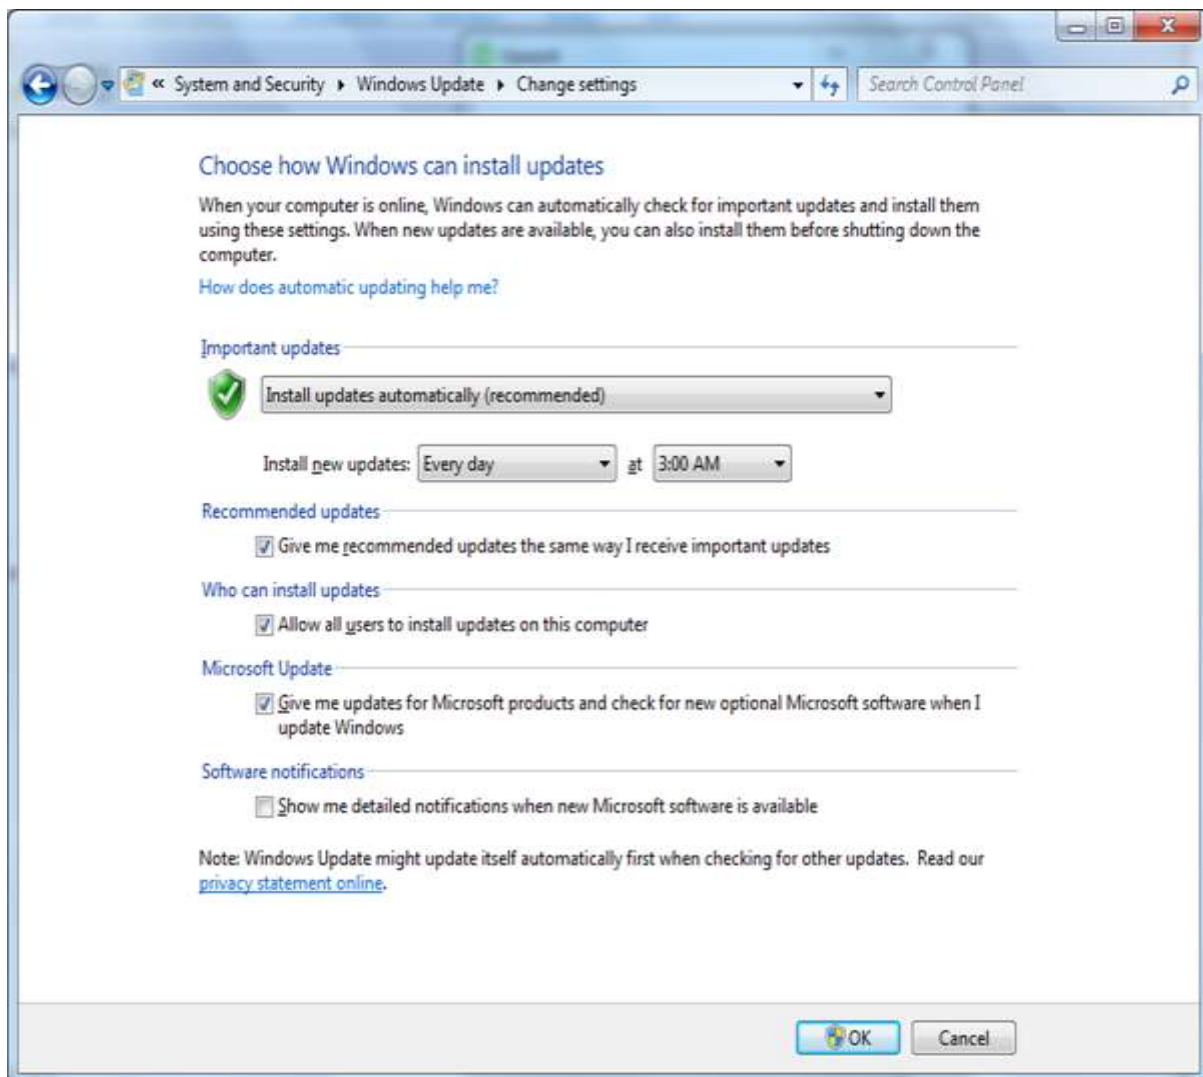 « System and Security ▸ Windows Update ▸ Change settings
Search Control Panel
Choose how Windows can install updates
When your computer is online, Windows can automatically check for important updates and install them
using these settings. When new updates are available, you can also install them before shutting down the
computer.
How does automatic updating help me?
Important updates
Install updates automatically (recommended)
Install new updates: Every day at 3:00 AM
Recommended updates
Give me recommended updates the same way I receive important updates
Who can install updates
Allow all users to install updates on this computer
Microsoft Update
Give me updates for Microsoft products and check for new optional Microsoft software when I
update Windows
Software notifications
Show me detailed notifications when new Microsoft software is available
Note: Windows Update might update itself automatically first when checking for other updates. Read our
privacy statement online.
OK Cancel